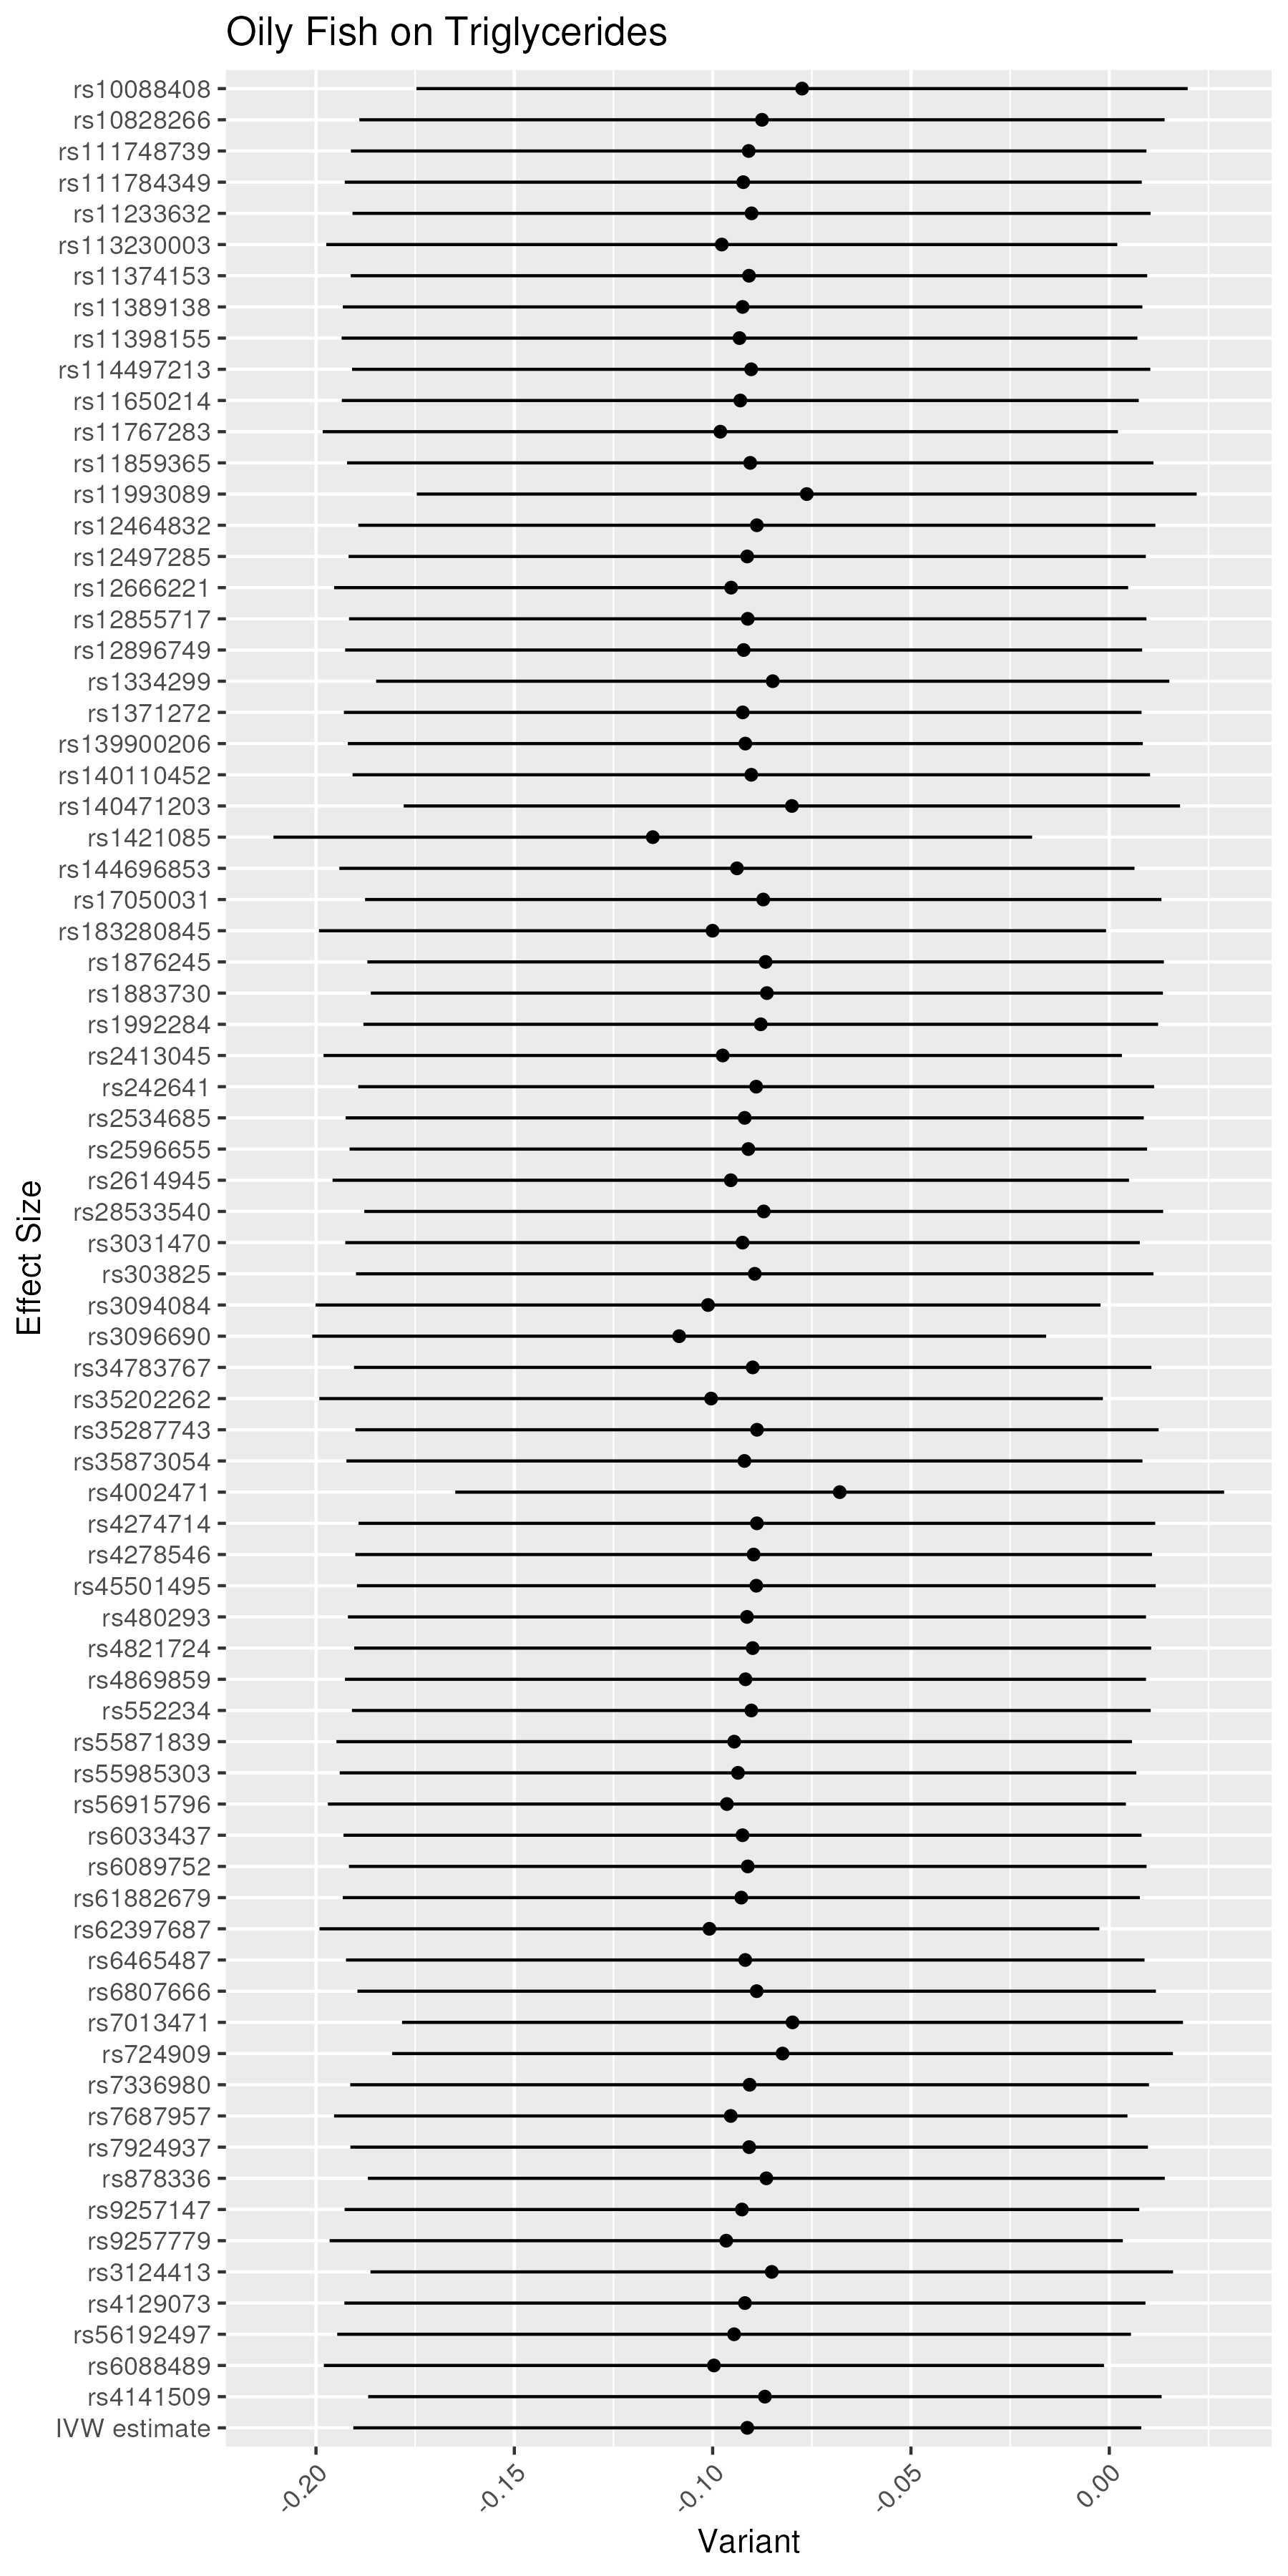 Oily Fish on Triglycerides
rs10088408
rs10828266
rs111748739
rs111784349
rs11233632
rs113230003
rs11374153
rs11389138
rs11398155
rs114497213
rs11650214
rs11767283
rs11859365
rs11993089
rs12464832
rs12497285
rs12666221
rs12855717
rs12896749
rs1334299
rs1371272
rs139900206
rs140110452
rs140471203
rs1421085
rs144696853
rs17050031
rs183280845
rs1876245
rs1883730
rs1992284
rs2413045
rs242641
rs2534685
rs2596655
rs2614945
rs28533540
rs3031470
rs303825
rs3094084
rs3096690
rs34783767
rs35202262
rs35287743
rs35873054
rs4002471
rs4274714
rs4278546
rs45501495
rs480293
rs4821724
rs4869859
rs552234
rs55871839
rs55985303
rs56915796
rs6033437
rs6089752
rs61882679
rs62397687
rs6465487
rs6807666
rs7013471
rs724909
rs7336980
rs7687957
rs7924937
rs878336
rs9257147
rs9257779
rs3124413
rs4129073
rs56192497
rs6088489
rs4141509
IVW estimate
Effect Size
-0.20
-0.15
-0.10
-0.05
0.00
Variant